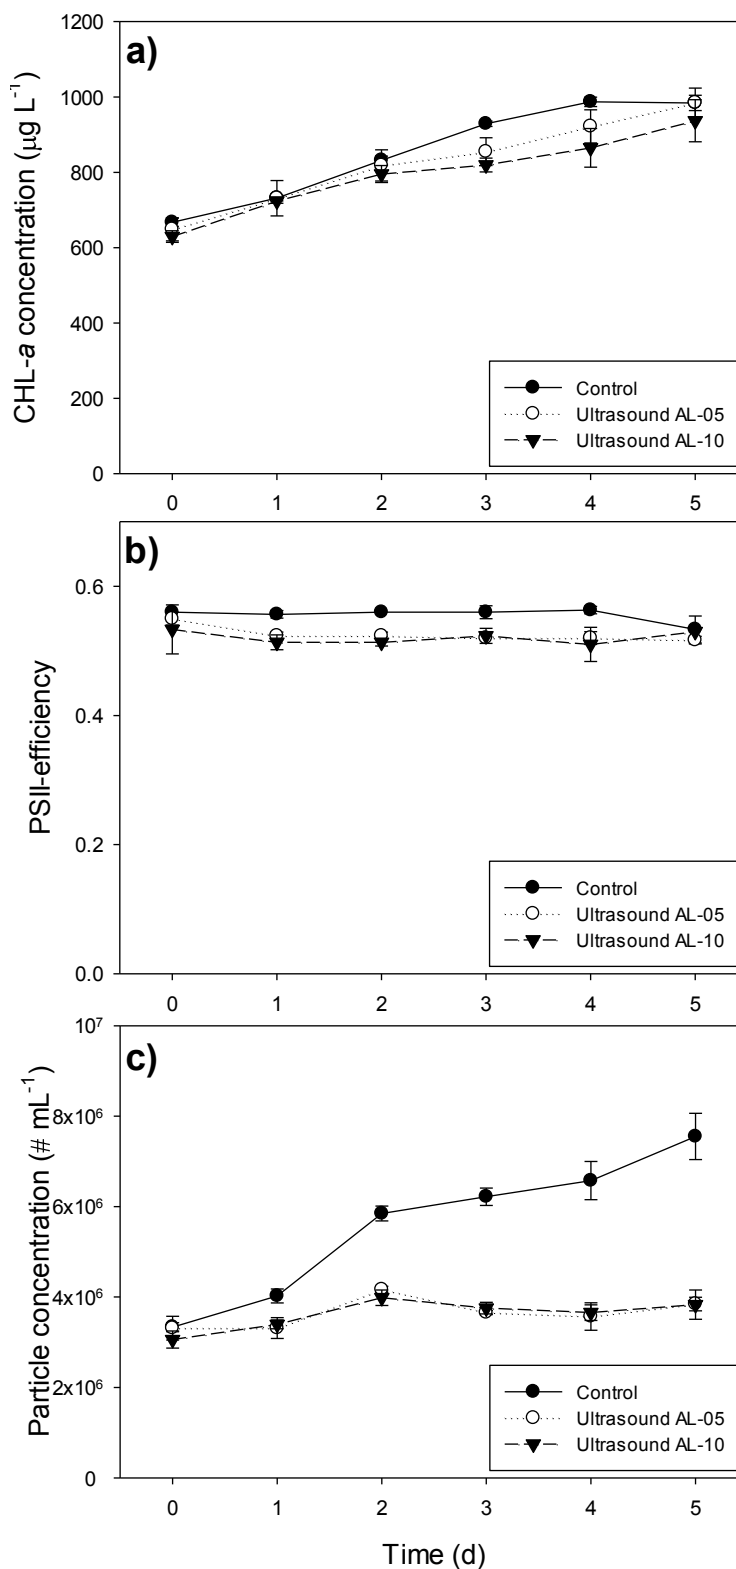 a)
CHL-a concentration (µg L⁻¹)
1200
1000
800
600
400
200
0
Control
Ultrasound AL-05
Ultrasound AL-10
0 1 2 3 4 5
b)
PSII-efficiency
0.6
0.4
0.2
0.0
Control
Ultrasound AL-05
Ultrasound AL-10
0 1 2 3 4 5
c)
Particle concentration (# mL⁻¹)
10⁷
8x10⁶
6x10⁶
4x10⁶
2x10⁶
0
Control
Ultrasound AL-05
Ultrasound AL-10
0 1 2 3 4 5
Time (d)